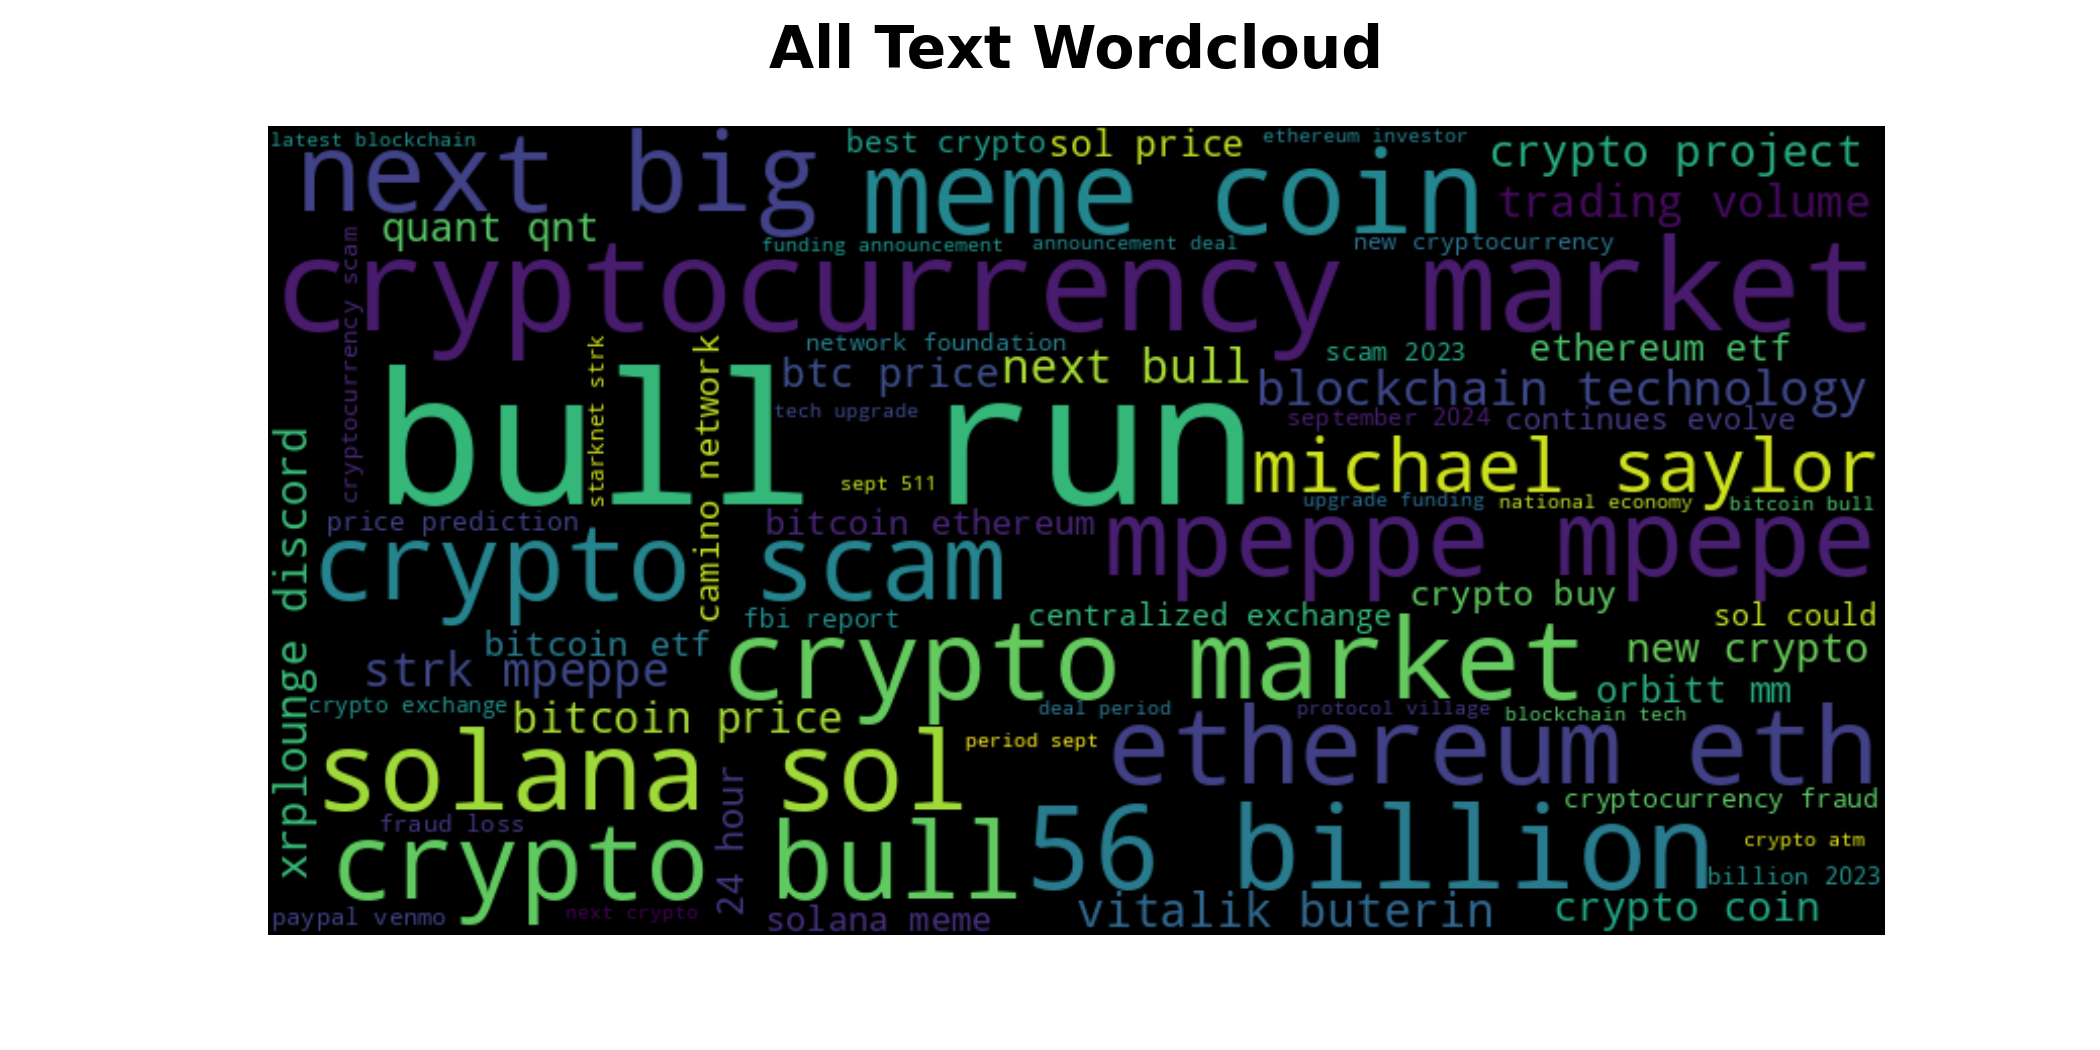 All Text Wordcloud
latest blockchain
next big
best crypto
sol price
ethereum investor
meme coin
crypto project
trading volume
quant qnt
funding announcement
announcement deal
new cryptocurrency
cryptocurrency scam
cryptocurrency market
starknet strk
camino network
network foundation
scam 2023
ethereum etf
btc price
next bull
blockchain technology
tech upgrade
september 2024
continues evolve
bull run
michael saylor
sept 511
upgrade funding
national economy
bitcoin bull
xrplounge discord
price prediction
bitcoin ethereum
mpeppe mpepe
crypto scam
crypto buy
fbi report
centralized exchange
sol could
bitcoin etf
strk mpeppe
crypto market
new crypto
orbitt mm
crypto exchange
bitcoin price
deal period
protocol village
blockchain tech
solana sol
period sept
ethereum eth
24 hour
cryptocurrency fraud
fraud loss
crypto bull
56 billion
crypto atm
billion 2023
paypal venmo
next crypto
solana meme
vitalik buterin
crypto coin